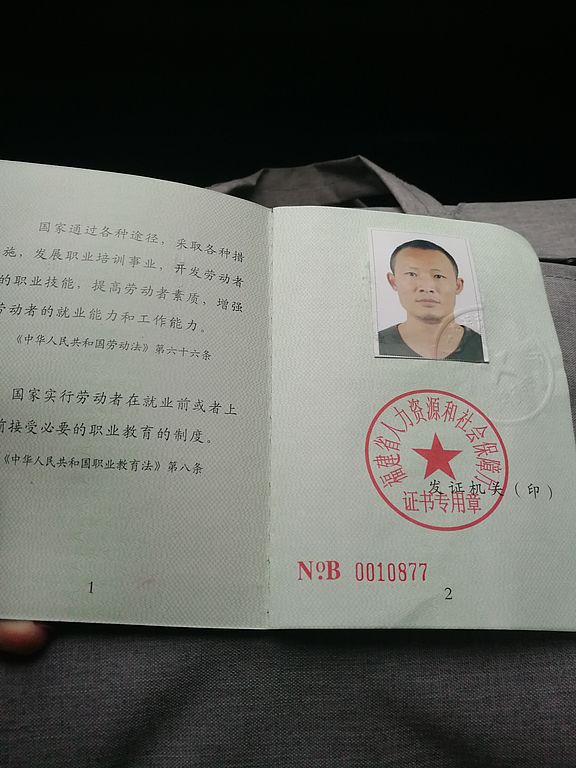 国家通过各种途径，采取各种措
施，发展职业培训事业，开发劳动者
的职业技能，提高劳动者素质，增强
劳动者的就业能力和工作能力。
《中华人民共和国劳动法》第六十六条
国家实行劳动者在就业前或者上
前接受必要的职业教育的制度。
《中华人民共和国职业教育法》第八条
1
福建省人力资源和社会保障厅
证书专用章
发证机关（印）
NoB 0010877
2